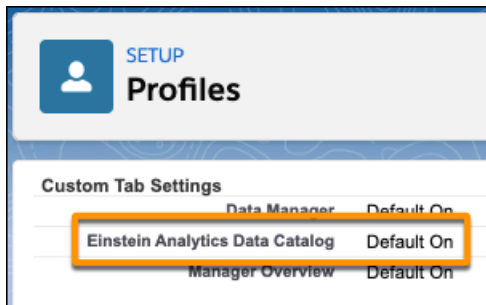 SETUP
Profiles
Custom Tab Settings
Data Manager Default On
Einstein Analytics Data Catalog Default On
Manager Overview Default On